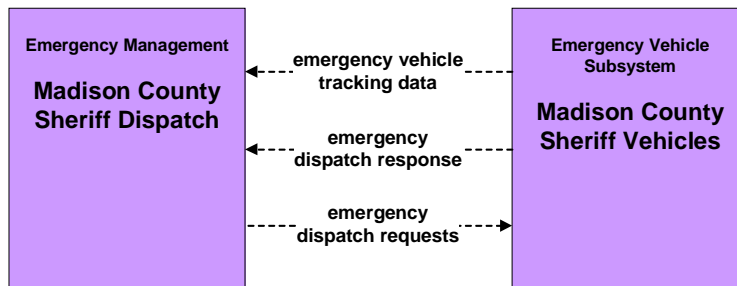 Emergency Management
Madison County
Sheriff Dispatch
emergency vehicle
tracking data
emergency
dispatch response
emergency
dispatch requests
Emergency Vehicle
Subsystem
Madison County
Sheriff Vehicles